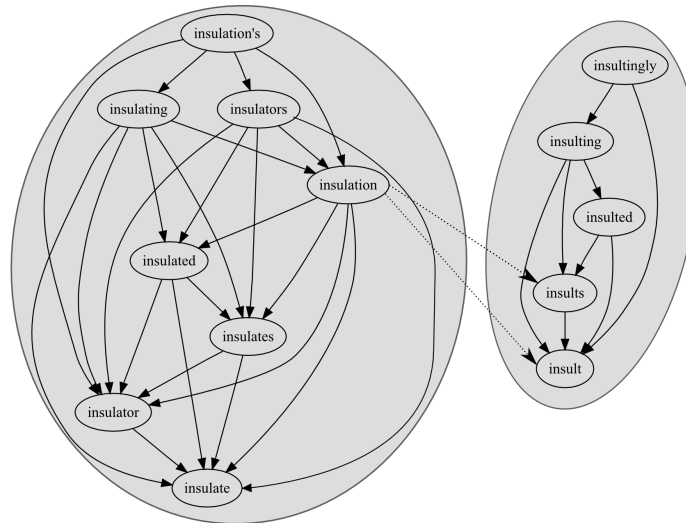 insulation's
insulating
insulators
insulation
insulated
insulates
insulator
insulate
insultingly
insulting
insulted
insults
insult